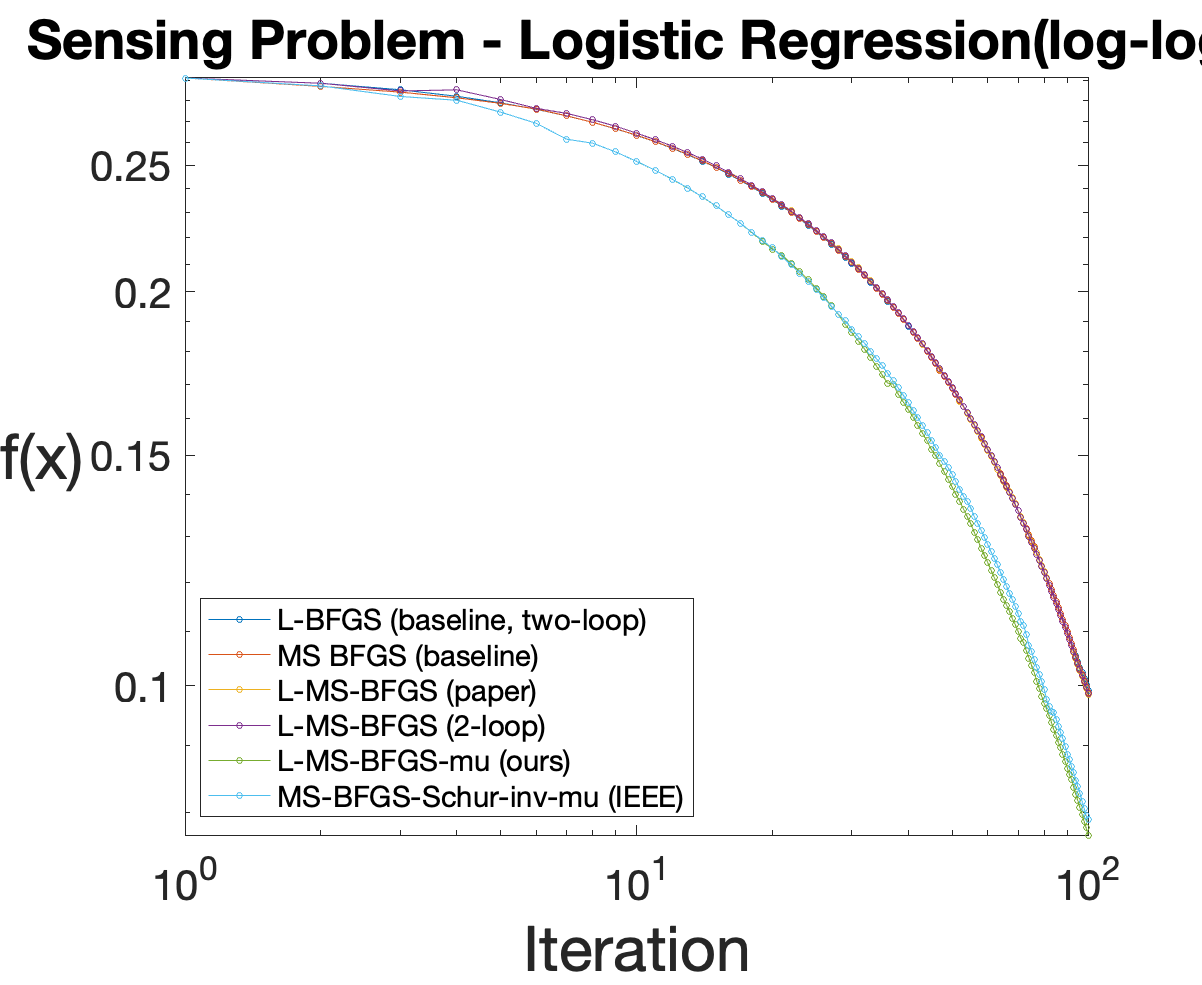 Sensing Problem - Logistic Regression(log-log
0.25
0.2
f(x)
0.15
0.1
L-BFGS (baseline, two-loop)
MS BFGS (baseline)
L-MS-BFGS (paper)
L-MS-BFGS (2-loop)
L-MS-BFGS-mu (ours)
MS-BFGS-Schur-inv-mu (IEEE)
10^0 10^1 10^2
Iteration